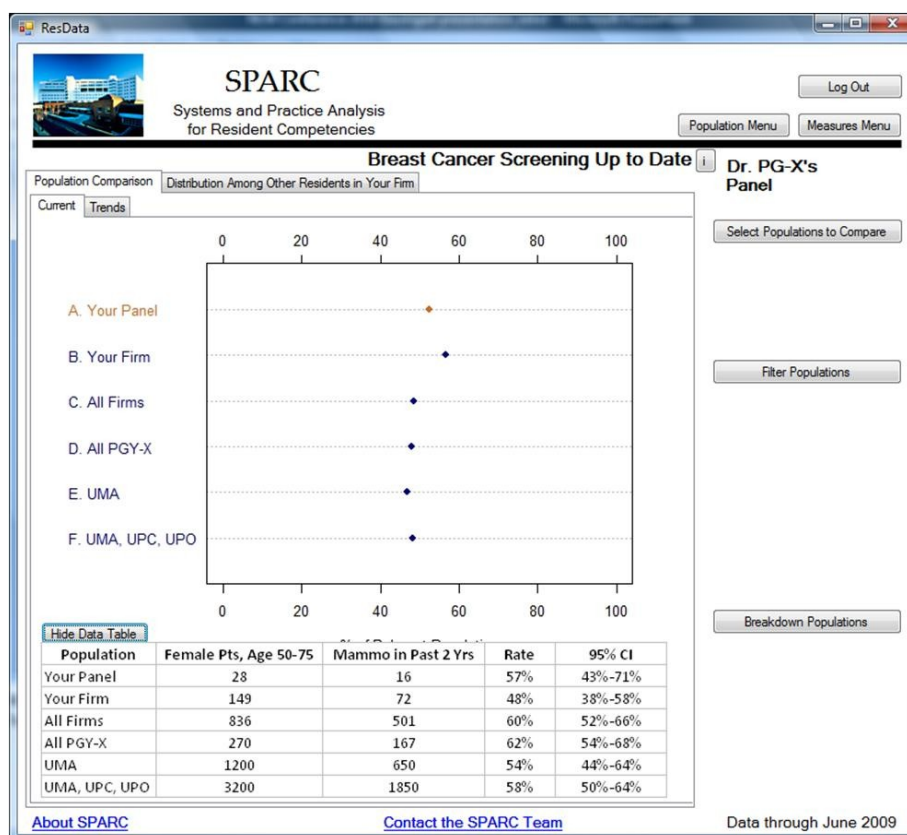 ResData
SPARC
Systems and Practice Analysis
for Resident Competencies
Log Out
Population Menu
Measures Menu
Breast Cancer Screening Up to Date
i
Dr. PG-X's
Panel
Population Comparison
Distribution Among Other Residents in Your Firm
Current
Trends
Select Populations to Compare
0 20 40 60 80 100
A. Your Panel
B. Your Firm
Filter Populations
C. All Firms
D. All PGY-X
E. UMA
F. UMA, UPC, UPO
0 20 40 60 80 100
Breakdown Populations
Hide Data Table
Population Female Pts, Age 50-75 Mammo in Past 2 Yrs Rate 95% CI
Your Panel 28 16 57% 43%-71%
Your Firm 149 72 48% 38%-58%
All Firms 836 501 60% 52%-66%
All PGY-X 270 167 62% 54%-68%
UMA 1200 650 54% 44%-64%
UMA, UPC, UPO 3200 1850 58% 50%-64%
About SPARC
Contact the SPARC Team
Data through June 2009